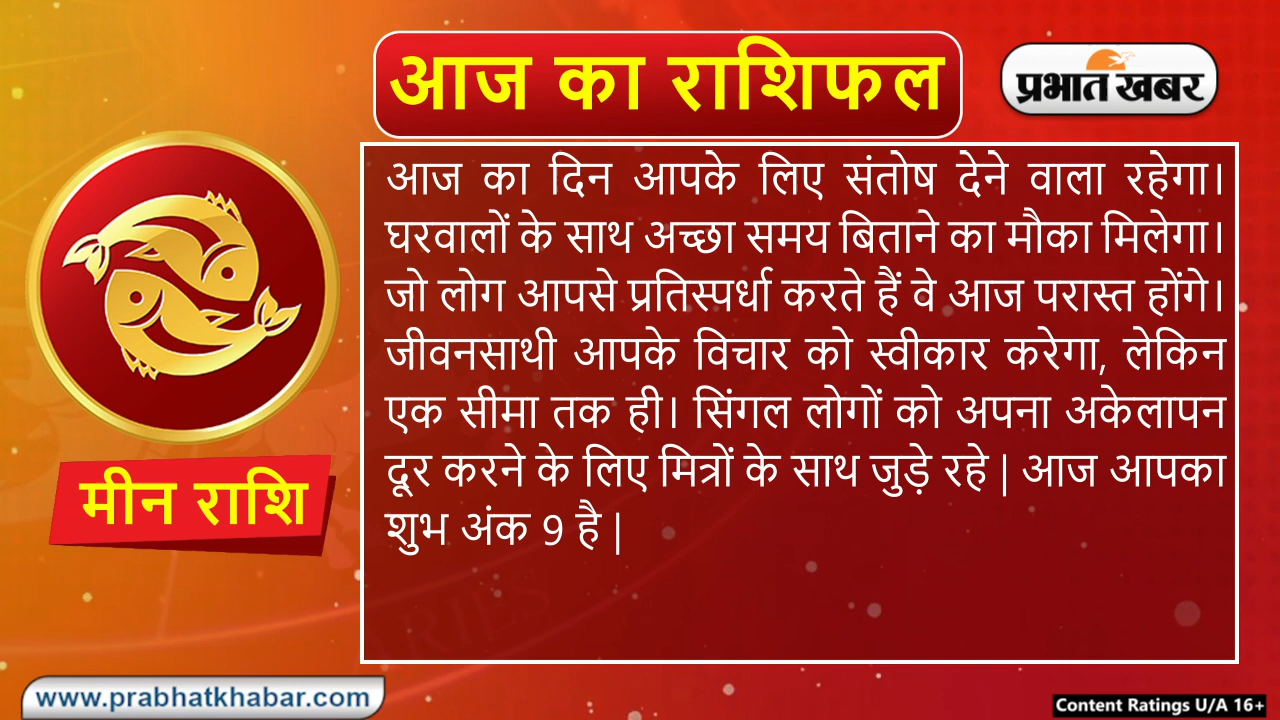 आज का राशिफल
प्रभात खबर
आज का दिन आपके लिए संतोष देने वाला रहेगा।
घरवालों के साथ अच्छा समय बिताने का मौका मिलेगा।
जो लोग आपसे प्रतिस्पर्धा करते हैं वे आज परास्त होंगे।
जीवनसाथी आपके विचार को स्वीकार करेगा, लेकिन
एक सीमा तक ही। सिंगल लोगों को अपना अकेलापन
दूर करने के लिए मित्रों के साथ जुड़े रहे | आज आपका
शुभ अंक 9 है |
मीन राशि
ARIES
www.prabhatkhabar.com
Content Ratings U/A 16+